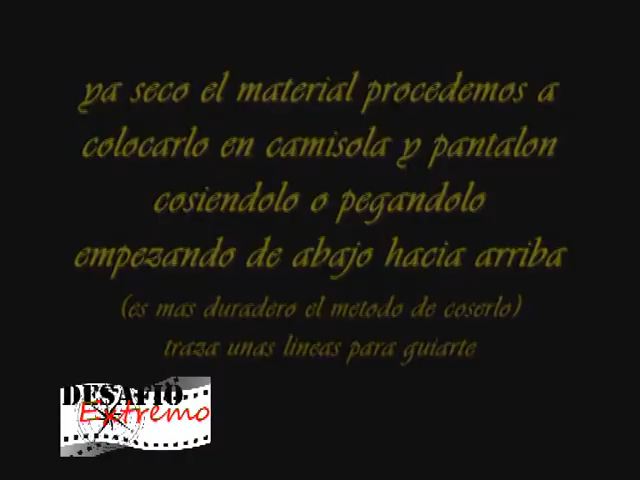 ya seco el material procedemos a
colocarlo en camisola y pantalon
cosiendolo o pegandolo
empezando de abajo hacia arriba
(es mas duradero el metodo de coserlo)
traza unas lineas para guiarte
DESAFIO
Extremo